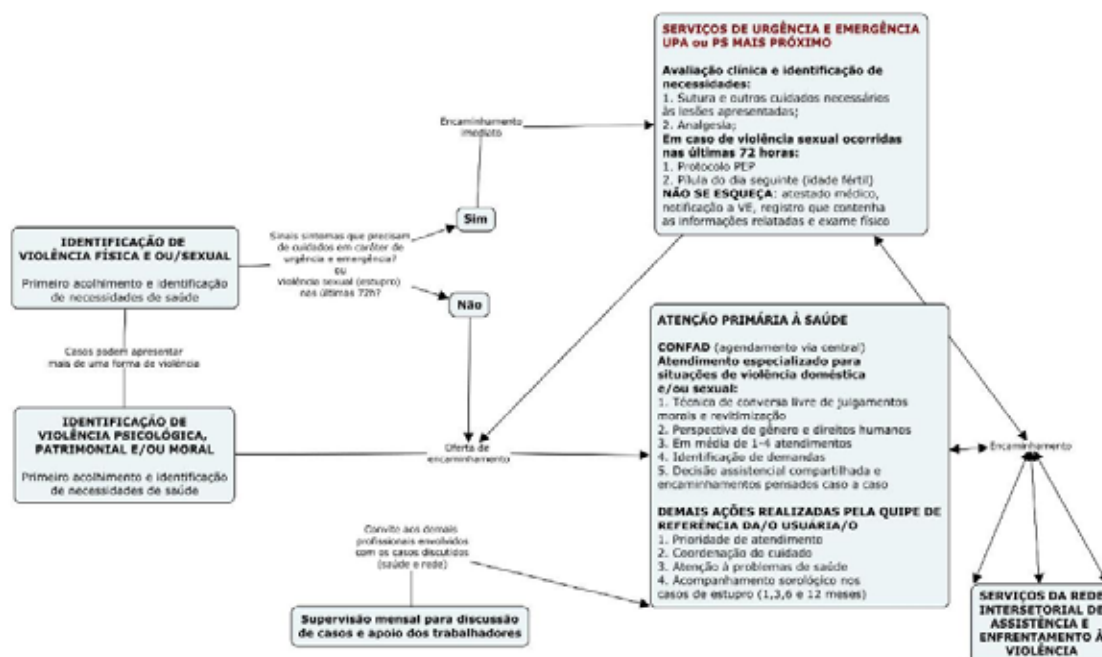 SERVIÇOS DE URGÊNCIA E EMERGÊNCIA
UPA ou PS MAIS PRÓXIMO
Avaliação clínica e identificação de
necessidades:
1. Sutura e outros cuidados necessários
às lesões apresentadas;
2. Analgesia;
Em caso de violência sexual ocorridas
nas últimas 72 horas:
1. Protocolo PEP
2. Pílula do dia seguinte (idade fértil)
NÃO SE ESQUEÇA: atestado médico,
notificação a VE, registro que contenha
as informações relatadas e exame físico
Encaminhamento
imediato
Sim
IDENTIFICAÇÃO DE
VIOLÊNCIA FÍSICA E OU/SEXUAL
Primeiro acolhimento e identificação
de necessidades de saúde
Sinais sintomas que precisam
de cuidados em caráter de
urgência e emergência?
ou
Violência sexual (estupro)
nas últimas 72h?
Não
Casos podem apresentar
mais de uma forma de violência
IDENTIFICAÇÃO DE
VIOLÊNCIA PSICOLÓGICA,
PATRIMONIAL E/OU MORAL
Primeiro acolhimento e identificação
de necessidades de saúde
Oferta de
encaminhamento
ATENÇÃO PRIMÁRIA À SAÚDE
CONFAD (agendamento via central)
Atendimento especializado para
situações de violência doméstica
e/ou sexual:
1. Técnica de conversa livre de julgamentos
morais e revitimização
2. Perspectiva de gênero e direitos humanos
3. Em média de 1-4 atendimentos
4. Identificação de demandas
5. Decisão assistencial compartilhada e
encaminhamentos pensados caso a caso
DEMAIS AÇÕES REALIZADAS PELA QUIPE DE
REFERÊNCIA DA/O USUÁRIA/O
1. Prioridade de atendimento
2. Coordenação do cuidado
3. Atenção à problemas de saúde
4. Acompanhamento sorológico nos
casos de estupro (1,3,6 e 12 meses)
Encaminhamento
Convite aos demais
profissionais envolvidos
com os casos discutidos
(saúde e rede)
Supervisão mensal para discussão
de casos e apoio dos trabalhadores
SERVIÇOS DA REDE
INTERSETORIAL DE
ASSISTÊNCIA E
ENFRENTAMENTO À
VIOLÊNCIA